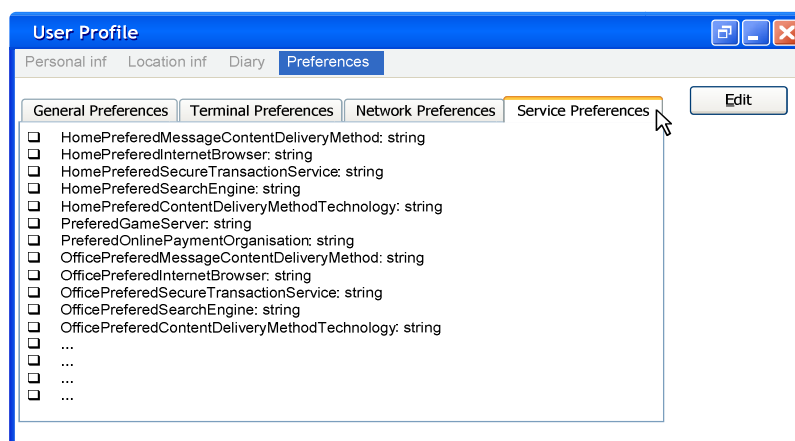 User Profile
Personal inf Location inf Diary Preferences
Edit
General Preferences Terminal Preferences Network Preferences Service Preferences
HomePreferedMessageContentDeliveryMethod: string
HomePreferedInternetBrowser: string
HomePreferedSecureTransactionService: string
HomePreferedSearchEngine: string
HomePreferedContentDeliveryMethodTechnology: string
PreferedGameServer: string
PreferedOnlinePaymentOrganisation: string
OfficePreferedMessageContentDeliveryMethod: string
OfficePreferedInternetBrowser: string
OfficePreferedSecureTransactionService: string
OfficePreferedSearchEngine: string
OfficePreferedContentDeliveryMethodTechnology: string
...
...
...
...